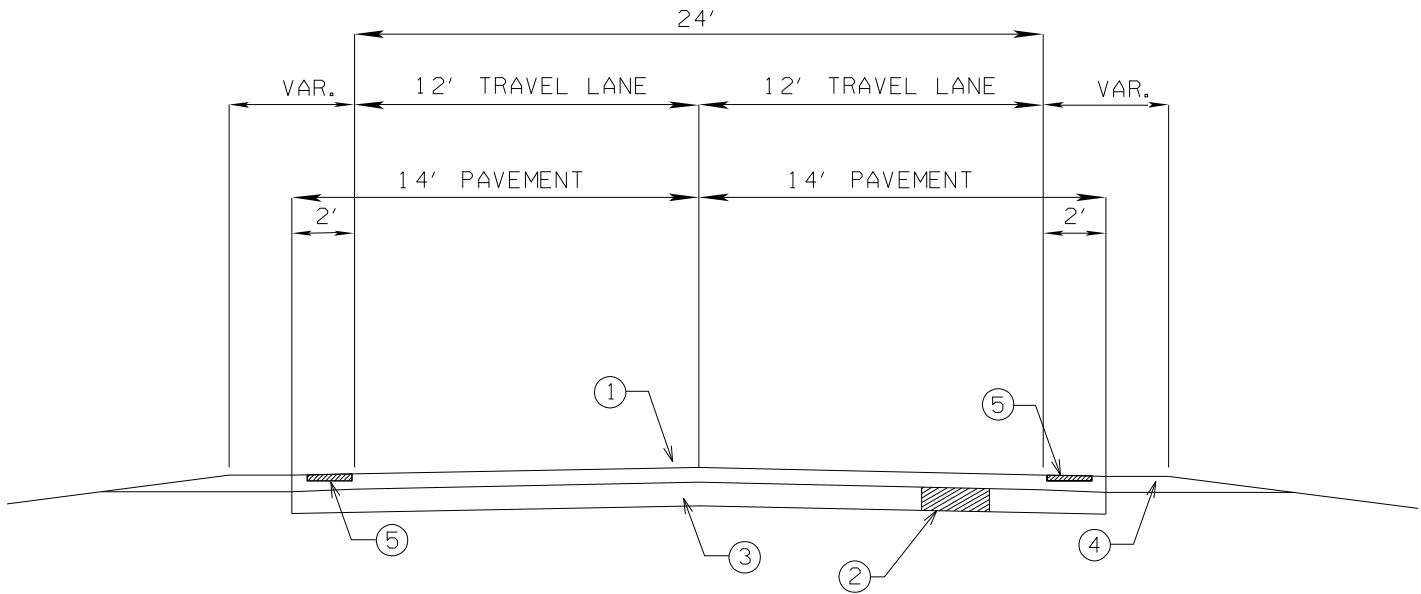 24'
VAR.
12' TRAVEL LANE
12' TRAVEL LANE
VAR.
14' PAVEMENT
14' PAVEMENT
2'
2'
1
5
5
3
2
4